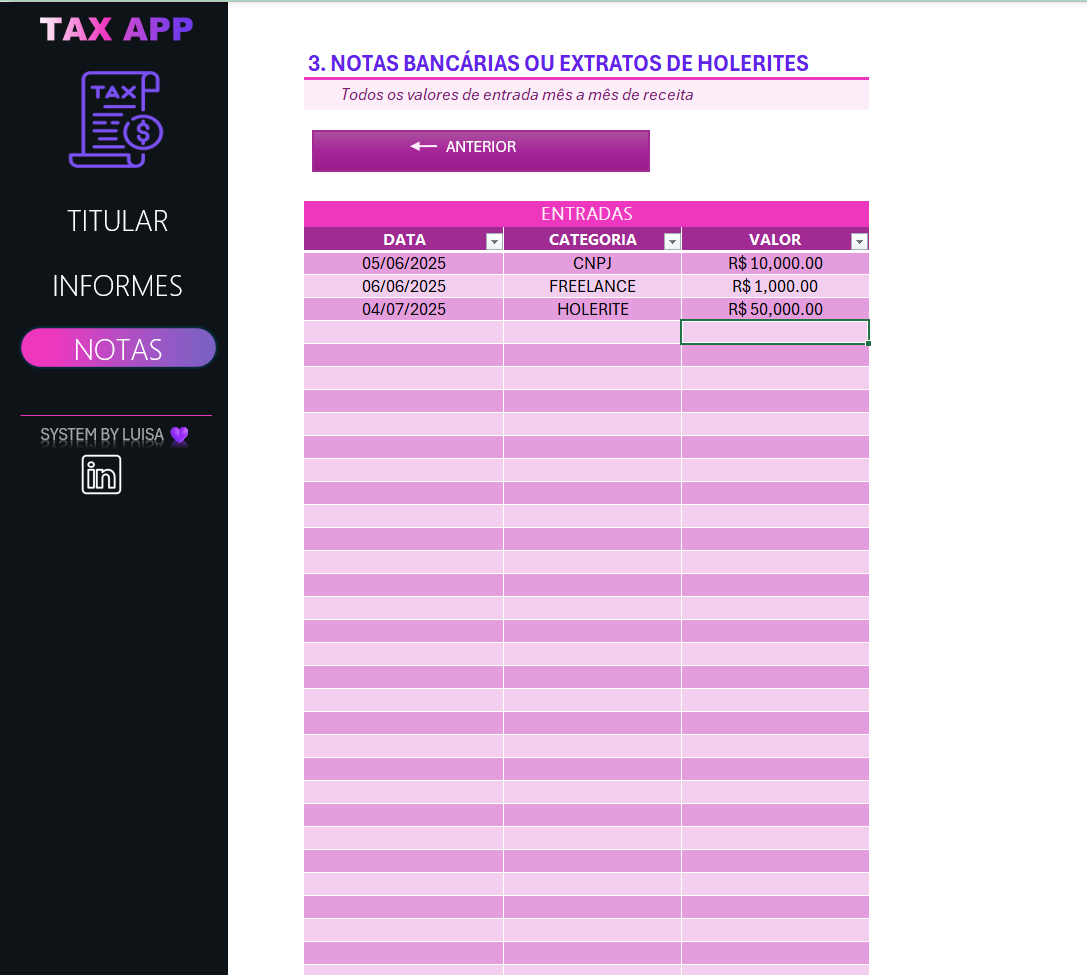 TAX APP
TAX
$
TITULAR
INFORMES
NOTAS
SYSTEM BY LUISA 💜
in
3. NOTAS BANCÁRIAS OU EXTRATOS DE HOLERITES
Todos os valores de entrada mês a mês de receita
ANTERIOR
ENTRADAS
DATA CATEGORIA VALOR
05/06/2025 CNPJ R$ 10,000.00
06/06/2025 FREELANCE R$ 1,000.00
04/07/2025 HOLERITE R$ 50,000.00